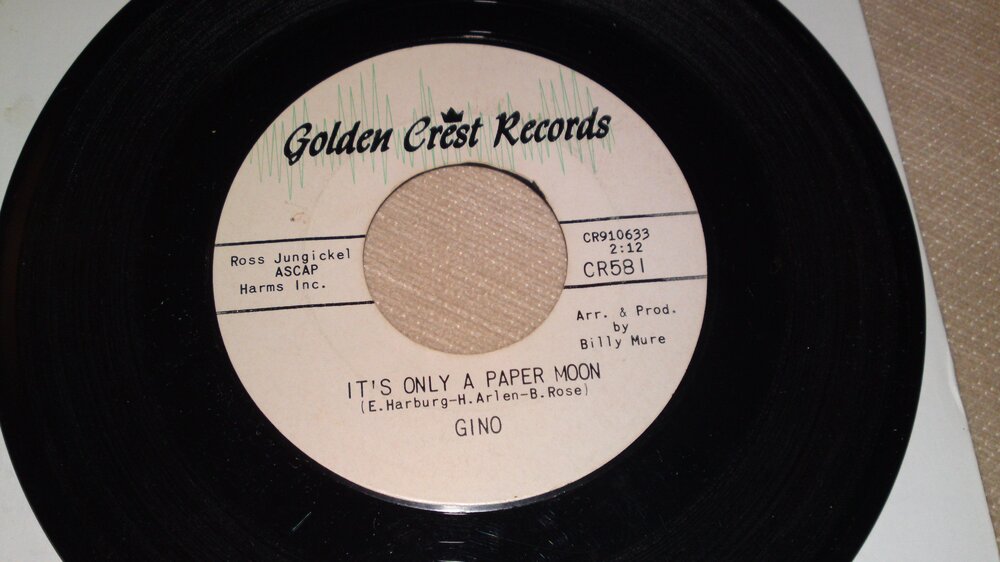 Golden Crest Records
Ross Jungickel
ASCAP
Harms Inc.
CR910633
2:12
CR581
Arr. & Prod.
by
Billy Mure
IT'S ONLY A PAPER MOON
(E.Harburg-H.Arlen-B.Rose)
GINO